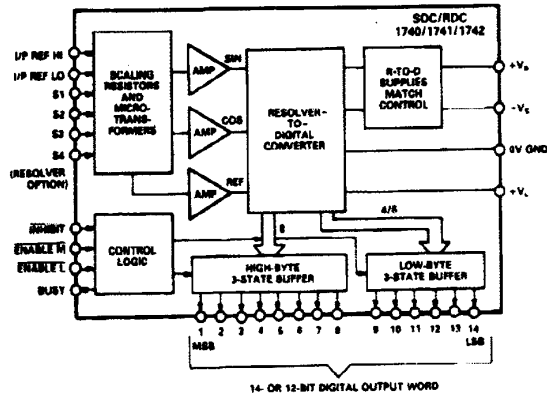 SDC/RDC
1740/1741/1742
I/P REF HI
I/P REF LO
S1
S2
S3
S4
(RESOLVER
OPTION)
SCALING
RESISTORS
AND
MICRO-
TRANS-
FORMERS
AMP
SIN
AMP
COS
AMP
REF
RESOLVER-
TO-
DIGITAL
CONVERTER
R-TO-D
SUPPLIES
MATCH
CONTROL
-VS
0V GND
+VL
INHIBIT
ENABLE M
ENABLE L
BUSY
CONTROL
LOGIC
8
4/6
HIGH-BYTE
3-STATE BUFFER
LOW-BYTE
3-STATE BUFFER
1 2 3 4 5 6 7 8 9 10 11 12 13 14
MSB LSB
14- OR 12-BIT DIGITAL OUTPUT WORD